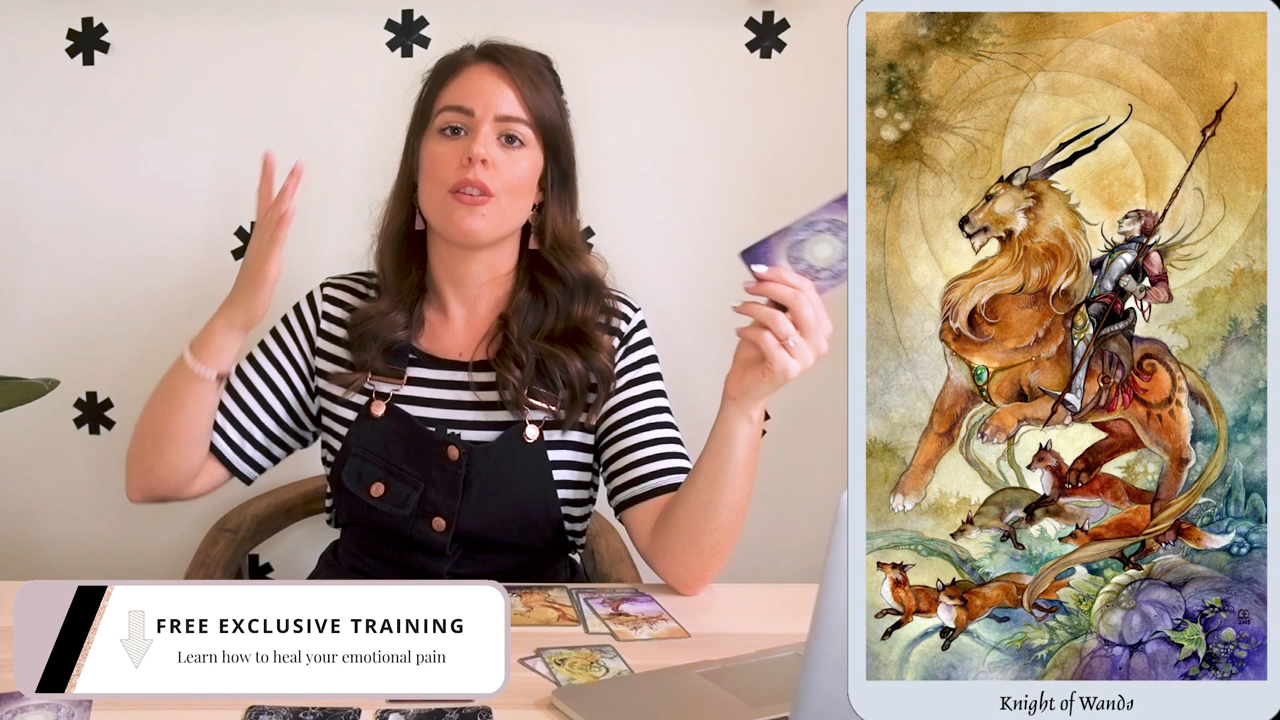 FREE EXCLUSIVE TRAINING
Learn how to heal your emotional pain
Knight of Wands